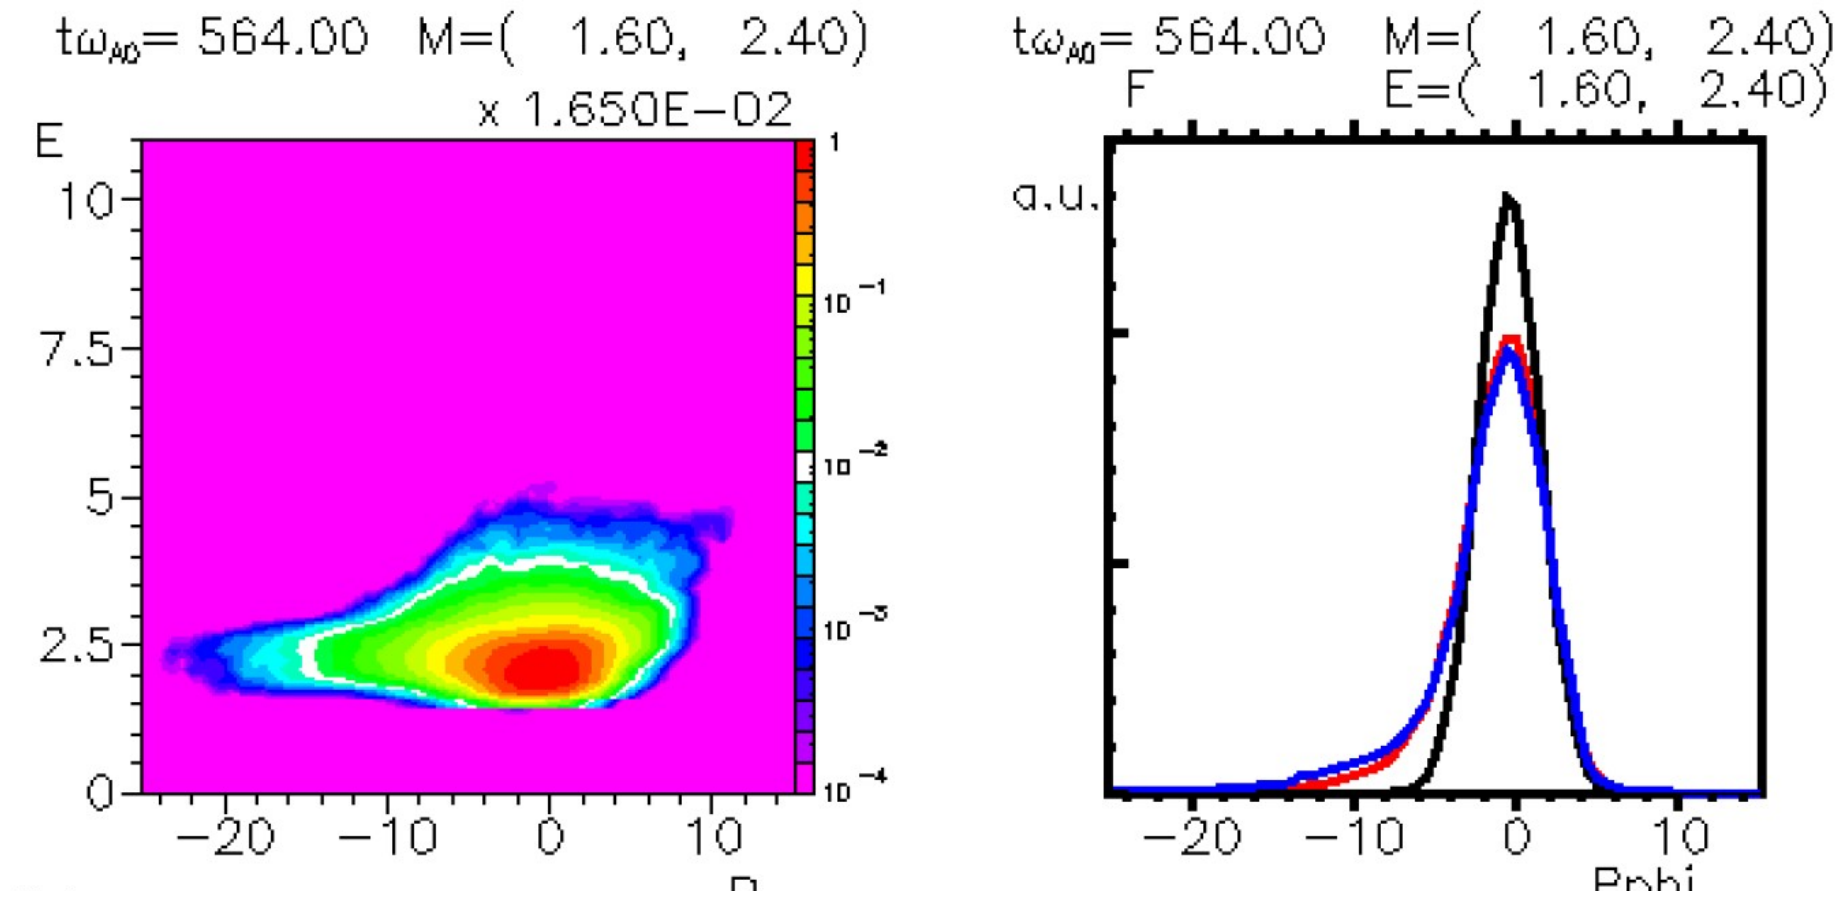 tω_A0= 564.00 M=( 1.60, 2.40)
x 1.650E−02
E
10
7.5
5
2.5
0
−20 −10 0 10
1
10 −1
10 −2
10 −3
10 −4
tω_A0= 564.00 M=( 1.60, 2.40)
F E=( 1.60, 2.40)
a.u.
−20 −10 0 10
Pphi